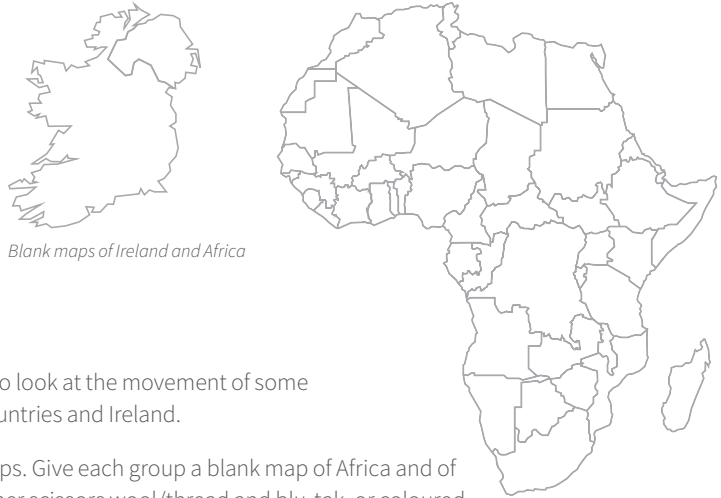 Blank maps of Ireland and Africa
o look at the movement of some
untries and Ireland.
ps. Give each group a blank map of Africa and of